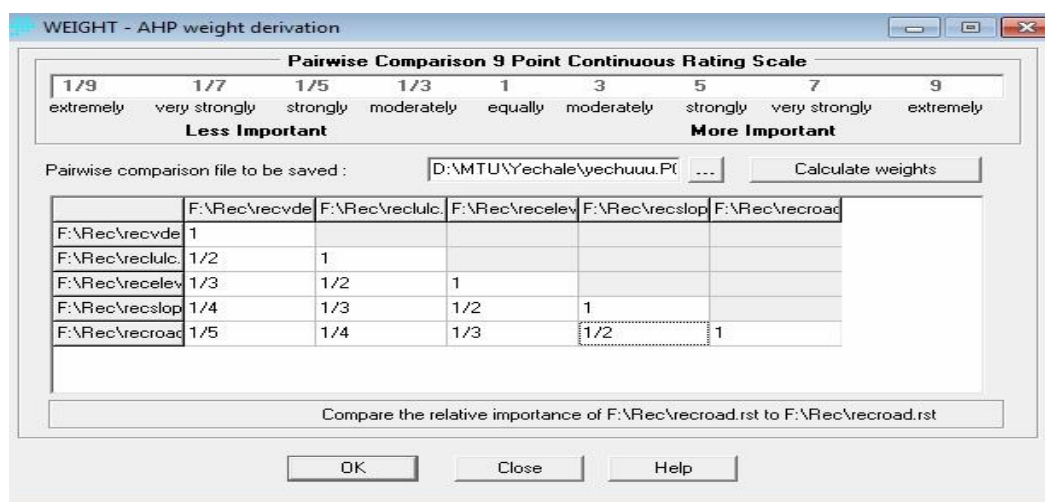 WEIGHT - AHP weight derivation
Pairwise Comparison 9 Point Continuous Rating Scale
1/9 1/7 1/5 1/3 1 3 5 7 9
extremely very strongly strongly moderately equally moderately strongly very strongly extremely
Less Important More Important
Pairwise comparison file to be saved : D:\MTU\Yechale\yechuuu.P( ... Calculate weights
F:\Rec\recvde F:\Rec\reclulc. F:\Rec\recelev F:\Rec\recslop F:\Rec\recroad
F:\Rec\recvde 1
F:\Rec\reclulc. 1/2 1
F:\Rec\recelev 1/3 1/2 1
F:\Rec\recslop 1/4 1/3 1/2 1
F:\Rec\recroad 1/5 1/4 1/3 1/2 1
Compare the relative importance of F:\Rec\recroad.rst to F:\Rec\recroad.rst
OK Close Help